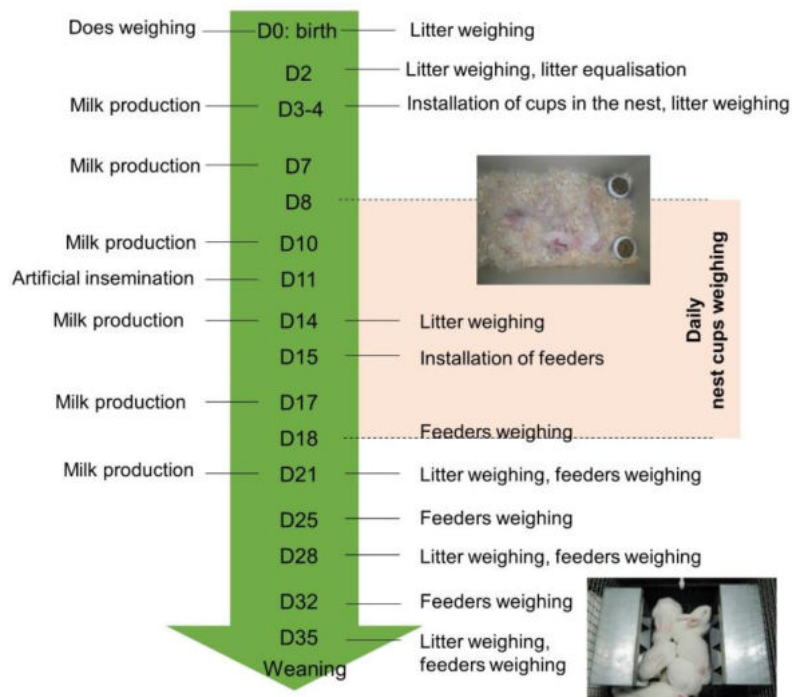 Does weighing D0: birth Litter weighing
D2 Litter weighing, litter equalisation
Milk production D3-4 Installation of cups in the nest, litter weighing
Milk production D7
D8
Milk production D10
Artificial insemination D11
Milk production D14 Litter weighing
D15 Installation of feeders
Milk production D17
D18 Feeders weighing
Daily
nest cups weighing
Milk production D21 Litter weighing, feeders weighing
D25 Feeders weighing
D28 Litter weighing, feeders weighing
D32 Feeders weighing
D35 Litter weighing,
feeders weighing
Weaning